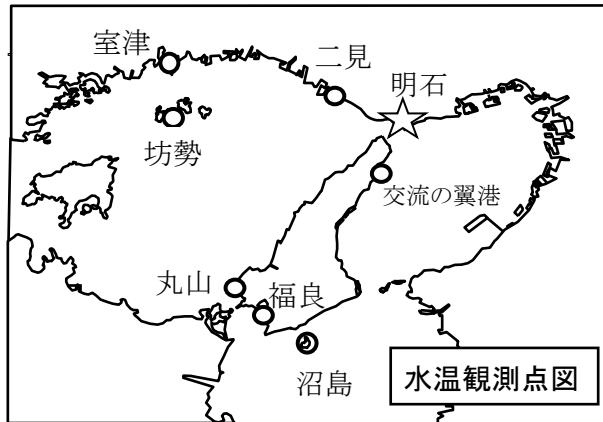 室津
二見
明石
坊勢
交流の翼港
丸山
福良
沼島
水温観測点図